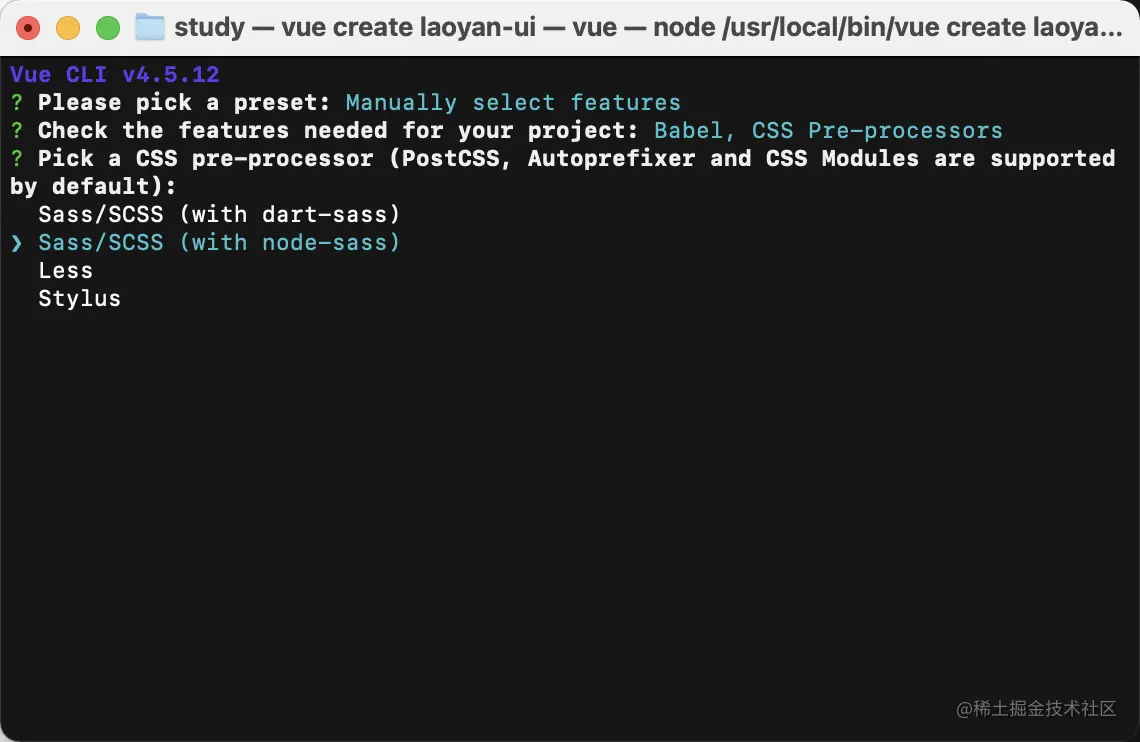 study — vue create laoyan-ui — vue — node /usr/local/bin/vue create laoya...
Vue CLI v4.5.12
? Please pick a preset: Manually select features
? Check the features needed for your project: Babel, CSS Pre-processors
? Pick a CSS pre-processor (PostCSS, Autoprefixer and CSS Modules are supported
by default):
Sass/SCSS (with dart-sass)
❯ Sass/SCSS (with node-sass)
Less
Stylus
@稀土掘金技术社区